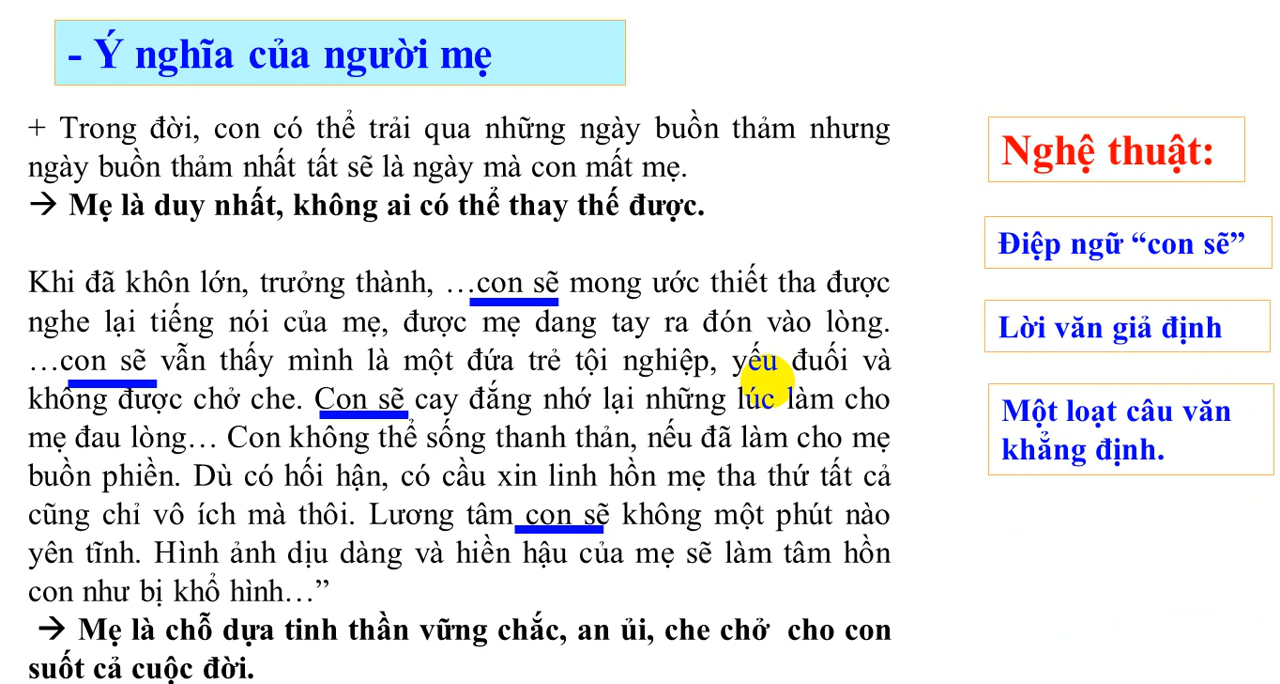 - Ý nghĩa của người mẹ
+ Trong đời, con có thể trải qua những ngày buồn thảm nhưng
ngày buồn thảm nhất tất sẽ là ngày mà con mất mẹ.
→ Mẹ là duy nhất, không ai có thể thay thế được.
Khi đã khôn lớn, trưởng thành, …con sẽ mong ước thiết tha được
nghe lại tiếng nói của mẹ, được mẹ dang tay ra đón vào lòng.
…con sẽ vẫn thấy mình là một đứa trẻ tội nghiệp, yếu đuối và
không được chở che. Con sẽ cay đắng nhớ lại những lúc làm cho
mẹ đau lòng… Con không thể sống thanh thản, nếu đã làm cho mẹ
buồn phiền. Dù có hối hận, có cầu xin linh hồn mẹ tha thứ tất cả
cũng chỉ vô ích mà thôi. Lương tâm con sẽ không một phút nào
yên tĩnh. Hình ảnh dịu dàng và hiền hậu của mẹ sẽ làm tâm hồn
con như bị khổ hình…”
→ Mẹ là chỗ dựa tinh thần vững chắc, an ủi, che chở cho con
suốt cả cuộc đời.
Nghệ thuật:
Điệp ngữ “con sẽ”
Lời văn giả định
Một loạt câu văn
khẳng định.